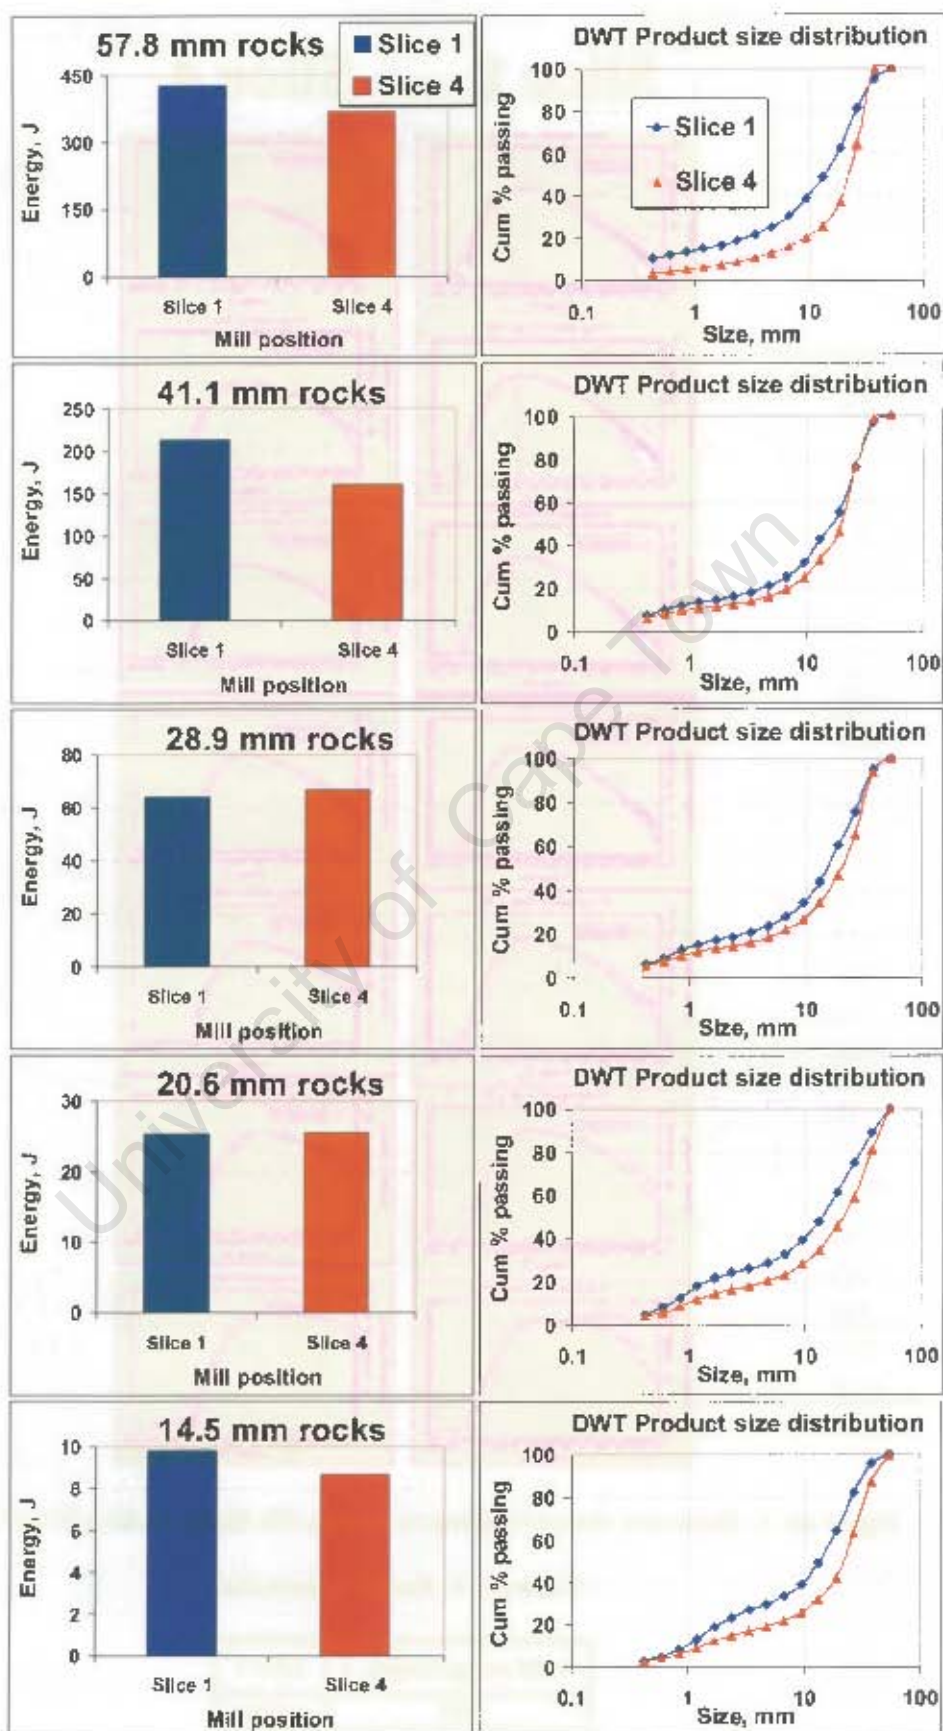 57.8 mm rocks
Slice 1
Slice 4
450
300
150
0
Energy, J
Slice 1
Slice 4
Mill position
DWT Product size distribution
Slice 1
Slice 4
100
80
60
40
20
0
Cum % passing
0.1
1
10
100
Size, mm
41.1 mm rocks
250
200
150
100
50
0
Energy, J
Slice 1
Slice 4
Mill position
DWT Product size distribution
100
80
60
40
20
0
Cum % passing
0.1
1
10
100
Size, mm
28.9 mm rocks
80
60
40
20
0
Energy, J
Slice 1
Slice 4
Mill position
DWT Product size distribution
100
80
60
40
20
0
Cum % passing
0.1
1
10
100
Size, mm
20.6 mm rocks
30
20
10
0
Energy, J
Slice 1
Slice 4
Mill position
DWT Product size distribution
100
80
60
40
20
0
Cum % passing
0.1
1
10
100
Size, mm
14.5 mm rocks
10
8
6
4
2
0
Energy, J
Slice 1
Slice 4
Mill position
DWT Product size distribution
100
80
60
40
20
0
Cum % passing
0.1
1
10
100
Size, mm
University of Cape Town